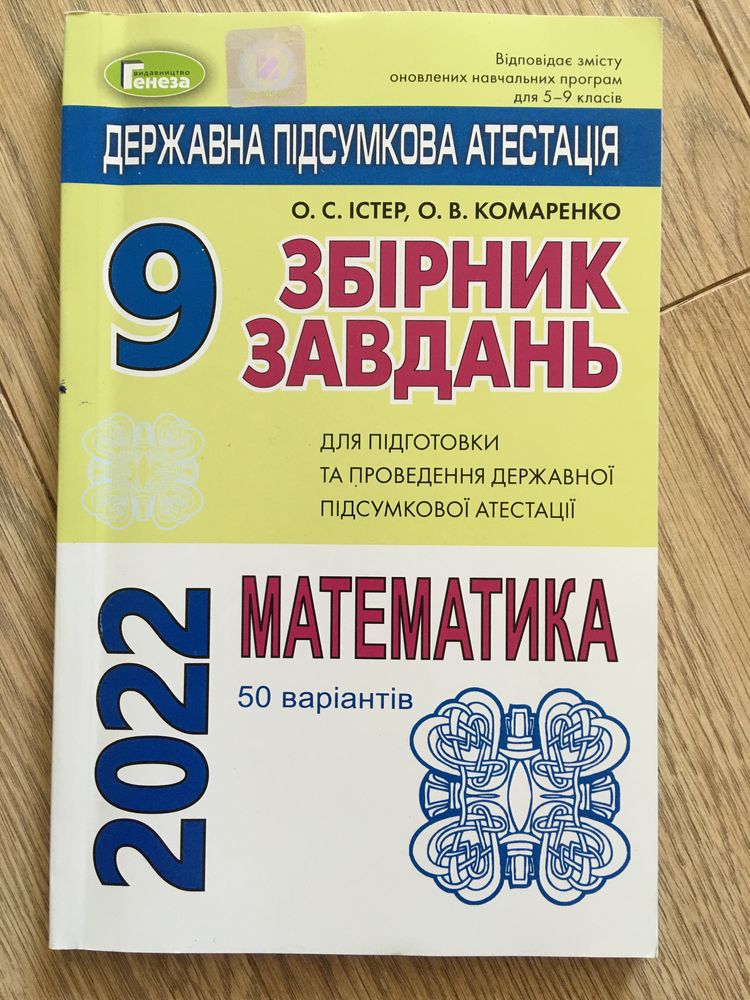 видавництво
Генеза
Відповідає змісту
оновлених навчальних програм
для 5–9 класів
ДЕРЖАВНА ПІДСУМКОВА АТЕСТАЦІЯ
О. С. ІСТЕР, О. В. КОМАРЕНКО
9
ЗБІРНИК
ЗАВДАНЬ
ДЛЯ ПІДГОТОВКИ
ТА ПРОВЕДЕННЯ ДЕРЖАВНОЇ
ПІДСУМКОВОЇ АТЕСТАЦІЇ
2022
МАТЕМАТИКА
50 варіантів